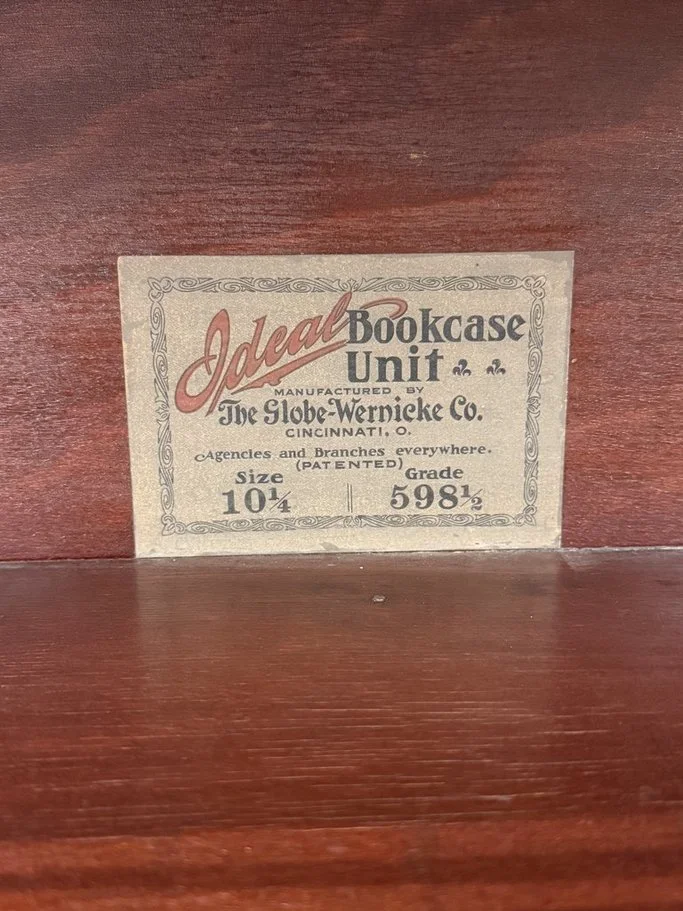 Ideal Bookcase
Unit
MANUFACTURED BY
The Globe-Wernicke Co.
CINCINNATI, O.
Agencies and Branches everywhere.
(PATENTED)
Size Grade
10¼ 598½